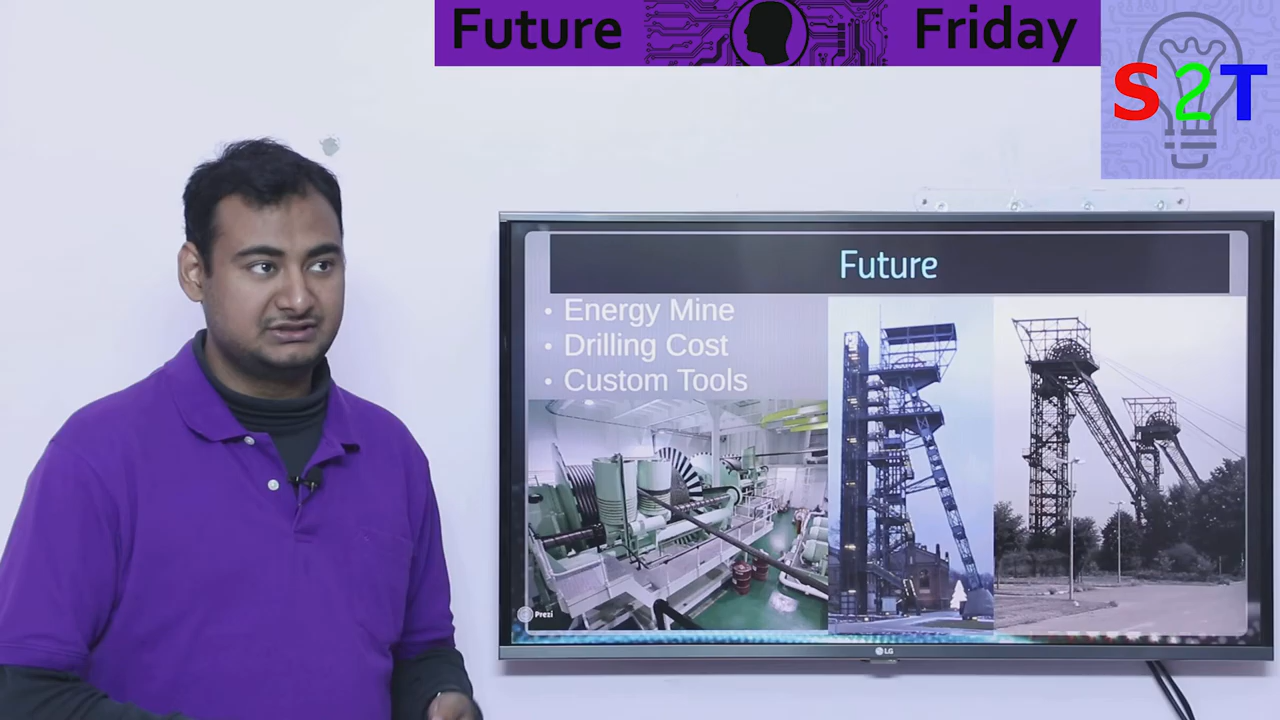 Future Friday
S2T
Future
• Energy Mine
• Drilling Cost
• Custom Tools
Prezi
LG